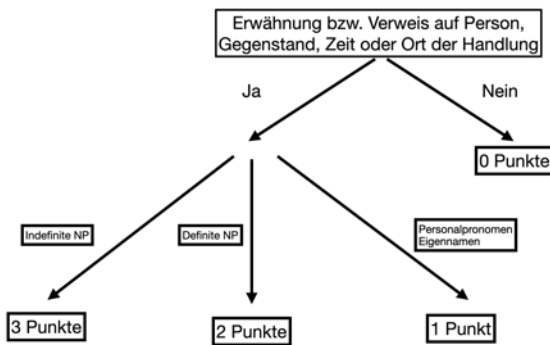 Erwähnung bzw. Verweis auf Person,
Gegenstand, Zeit oder Ort der Handlung
Ja
Nein
0 Punkte
Indefinite NP
Definite NP
Personalpronomen
Eigennamen
3 Punkte
2 Punkte
1 Punkt